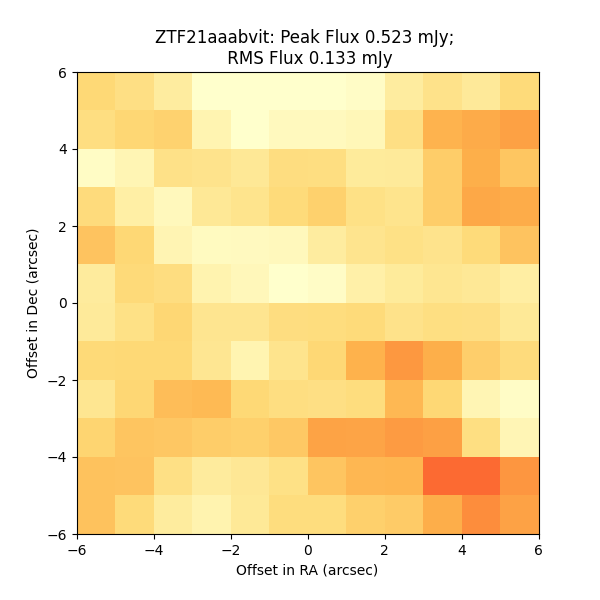 ZTF21aaabvit: Peak Flux 0.523 mJy;
RMS Flux 0.133 mJy
6
4
2
0
−2
−4
−6
Offset in Dec (arcsec)
−6 −4 −2 0 2 4 6
Offset in RA (arcsec)